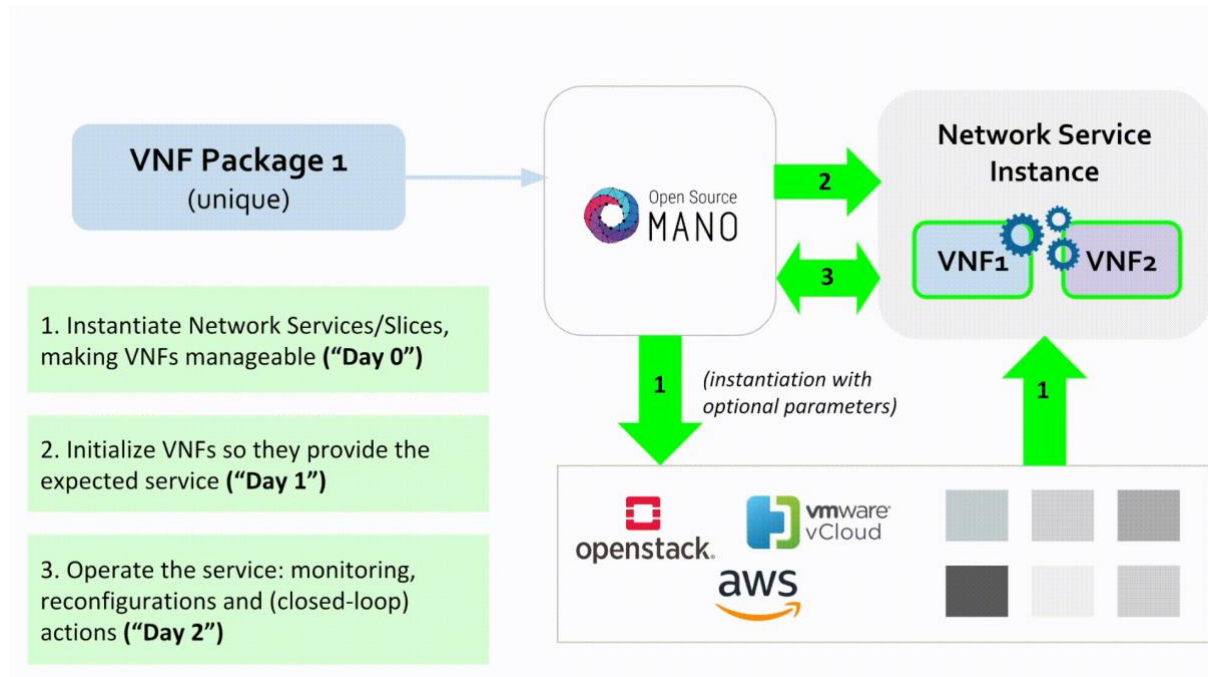 VNF Package 1
(unique)
Open Source
MANO
2
3
Network Service
Instance
VNF1
VNF2
1. Instantiate Network Services/Slices,
making VNFs manageable (“Day 0”)
1
(instantiation with
optional parameters)
1
2. Initialize VNFs so they provide the
expected service (“Day 1”)
3. Operate the service: monitoring,
reconfigurations and (closed-loop)
actions (“Day 2”)
openstack.
vmware®
vCloud
aws